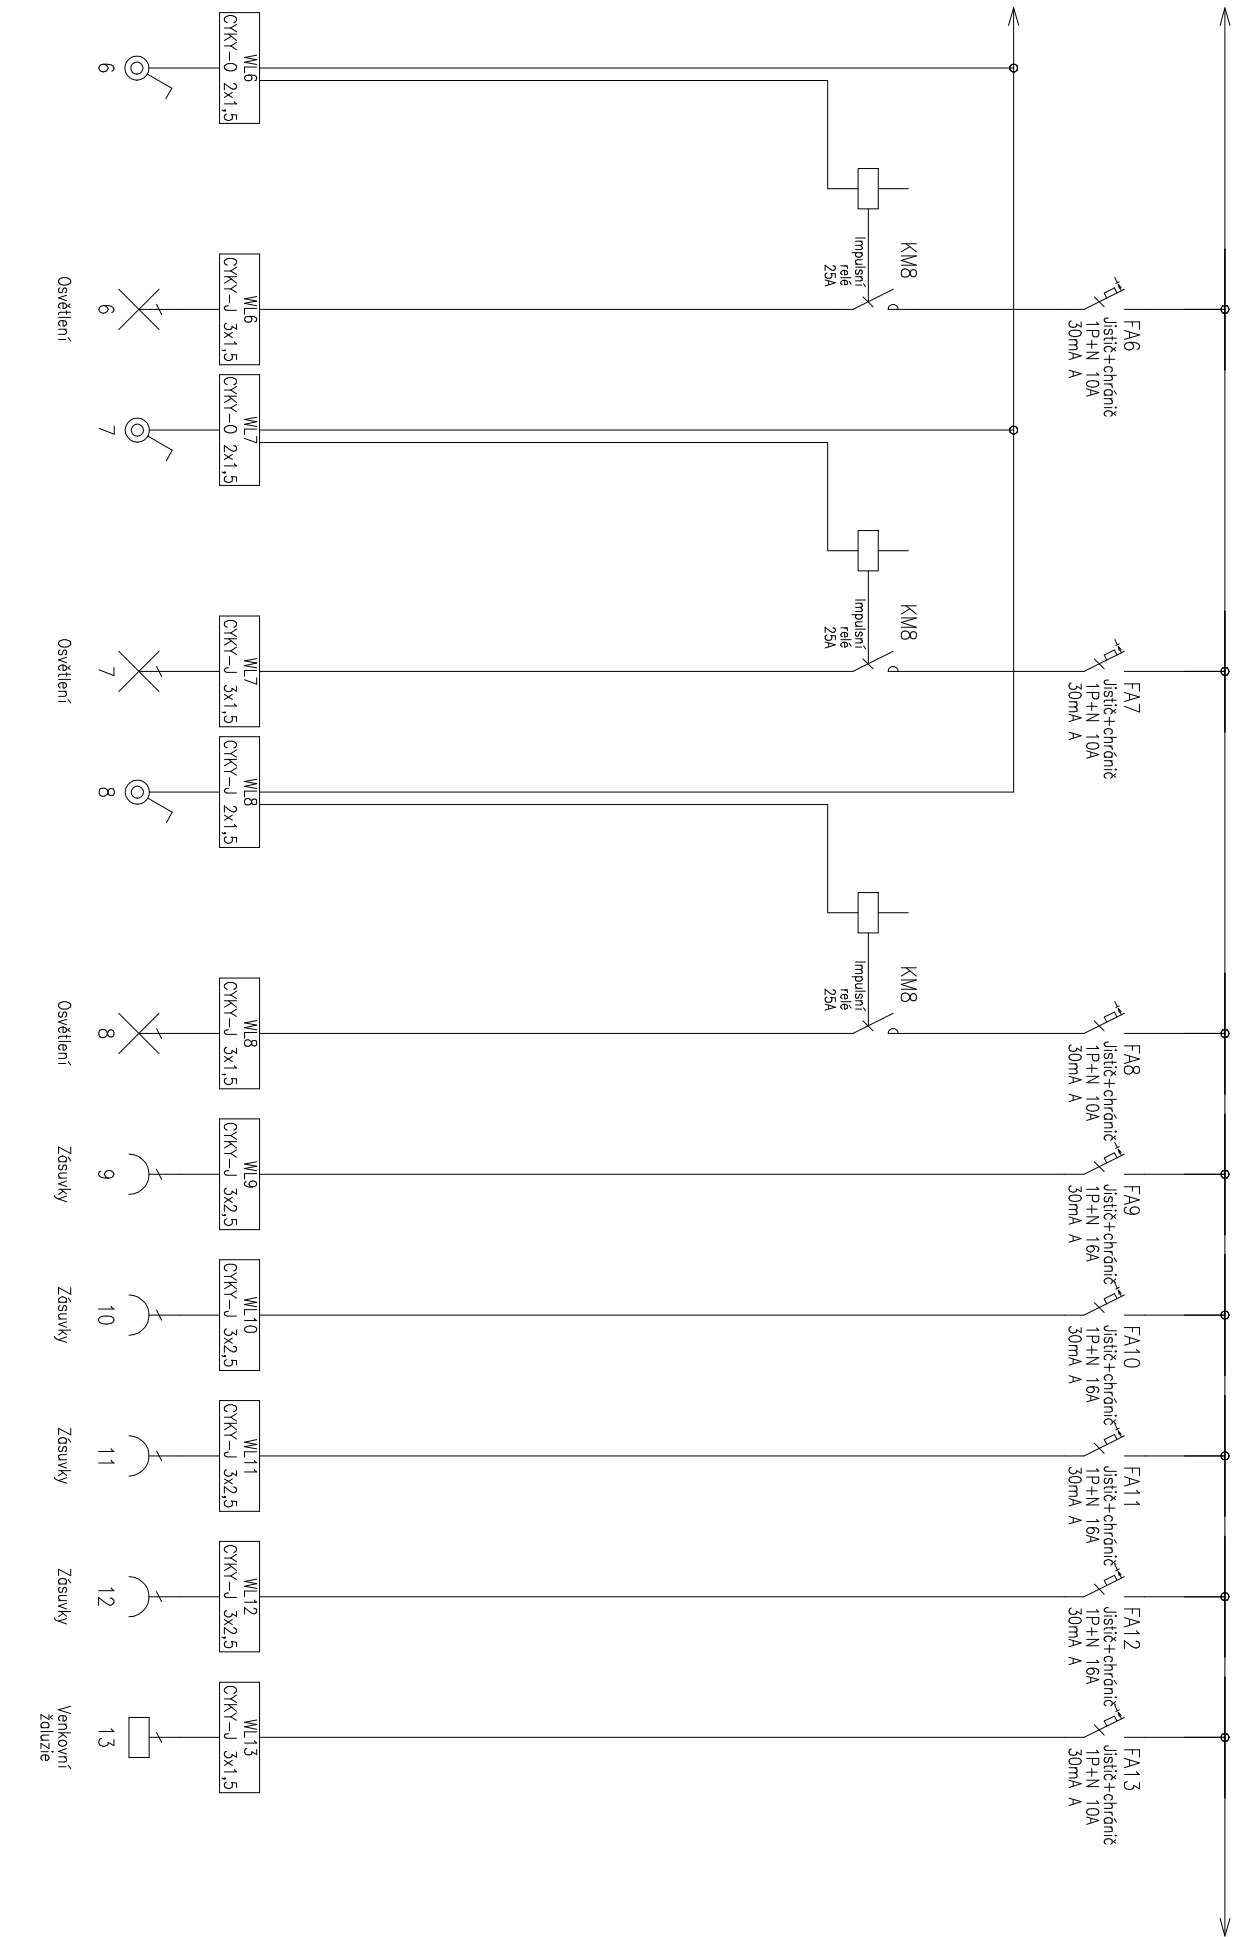 FA6
Jistič+chránič
1P+N 10A
30mA A
FA7
Jistič+chránič
1P+N 10A
30mA A
FA8
Jistič+chránič
1P+N 10A
30mA A
FA9
Jistič+chránič
1P+N 16A
30mA A
FA10
Jistič+chránič
1P+N 16A
30mA A
FA11
Jistič+chránič
1P+N 16A
30mA A
FA12
Jistič+chránič
1P+N 16A
30mA A
FA13
Jistič+chránič
1P+N 10A
30mA A
KM8
Impulsní
relé
25A
KM8
Impulsní
relé
25A
KM8
Impulsní
relé
25A
WL6
CYKY-O 2x1,5
WL6
CYKY-J 3x1,5
WL7
CYKY-O 2x1,5
WL7
CYKY-J 3x1,5
WL8
CYKY-J 2x1,5
WL8
CYKY-J 3x1,5
WL9
CYKY-J 3x2,5
WL10
CYKY-J 3x2,5
WL11
CYKY-J 3x2,5
WL12
CYKY-J 3x2,5
WL13
CYKY-J 3x1,5
6
6
7
7
8
8
9
10
11
12
13
Osvětlení
Osvětlení
Osvětlení
Zásuvky
Zásuvky
Zásuvky
Zásuvky
Venkovní
žaluzie